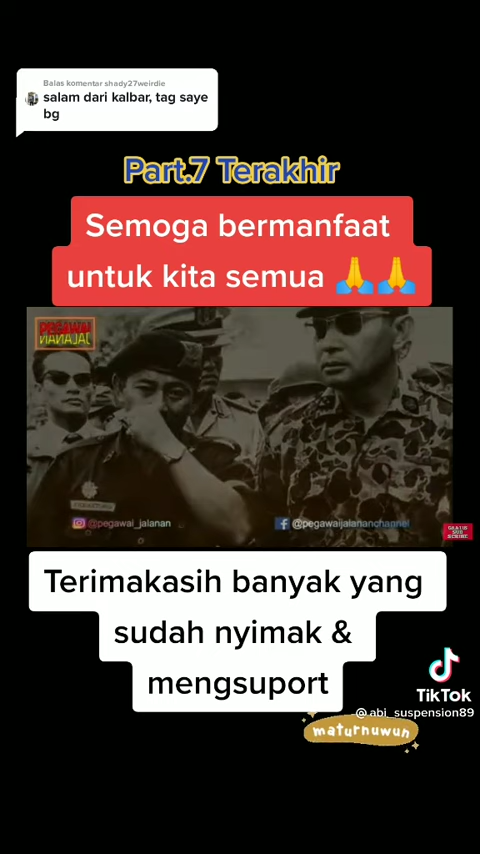 Balas komentar shady27weirdie
salam dari kalbar, tag saye
bg
Part.7 Terakhir
Semoga bermanfaat
untuk kita semua 🙏🙏
PEGAWAI
JALANAN
@pegawai_jalanan
@pegawaijalananchannel
Terimakasih banyak yang
sudah nyimak &
mengsuport
TikTok
@abi_suspension89
maturnuwun